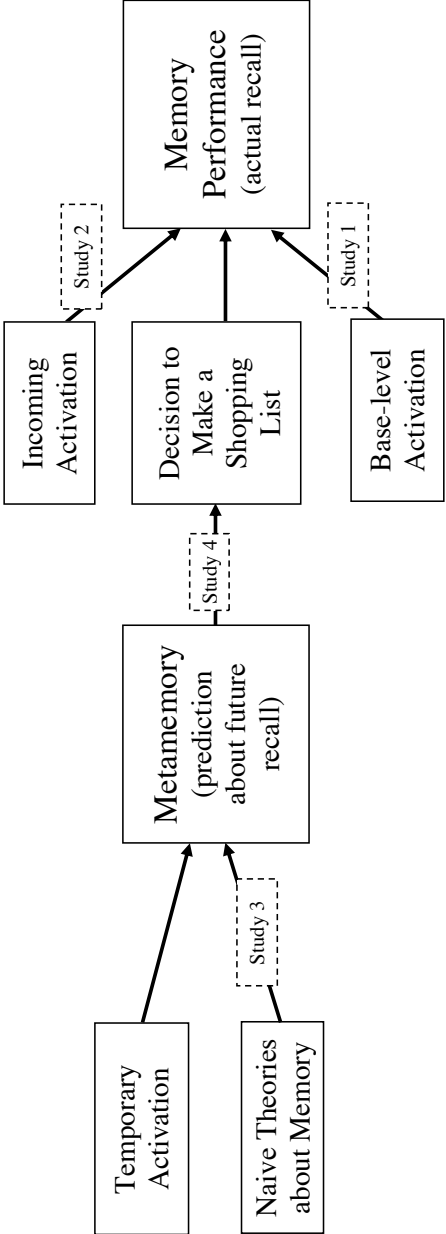 Temporary
Activation
Naive Theories
about Memory
Study 3
Metamemory
(prediction
about future
recall)
Study 4
Incoming
Activation
Decision to
Make a
Shopping
List
Base-level
Activation
Study 2
Study 1
Memory
Performance
(actual recall)